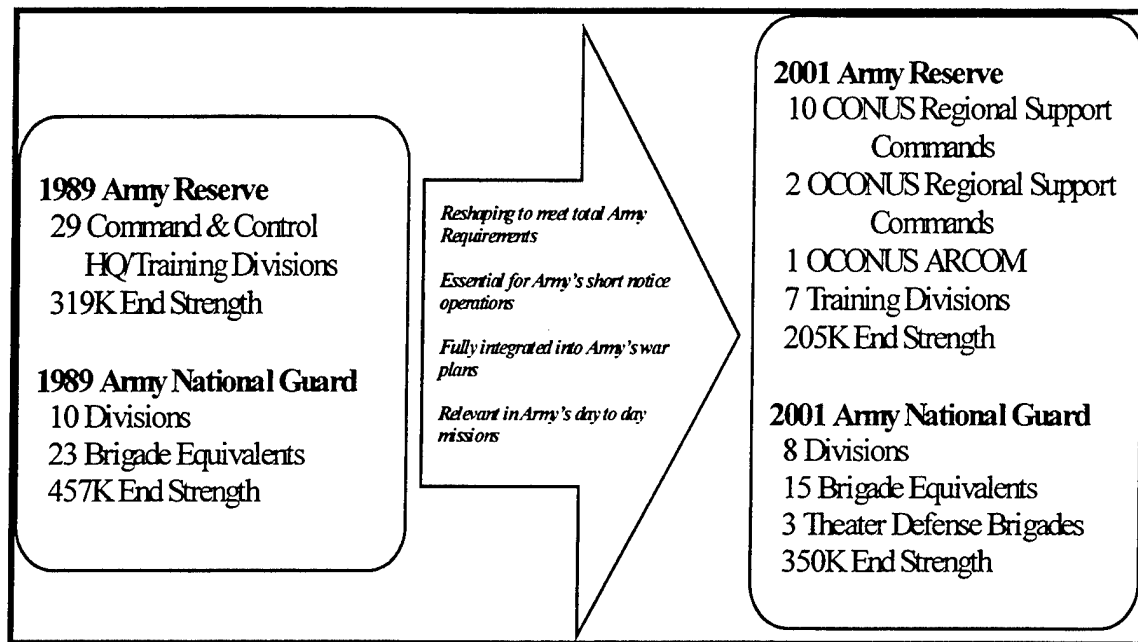 1989 Army Reserve
29 Command & Control
HQ/Training Divisions
319K End Strength
1989 Army National Guard
10 Divisions
23 Brigade Equivalents
457K End Strength
Reshaping to meet total Army
Requirements
Essential for Army's short notice
operations
Fully integrated into Army's war
plans
Relevant in Army's day to day
missions
2001 Army Reserve
10 CONUS Regional Support
Commands
2 OCONUS Regional Support
Commands
1 OCONUS ARCOM
7 Training Divisions
205K End Strength
2001 Army National Guard
8 Divisions
15 Brigade Equivalents
3 Theater Defense Brigades
350K End Strength